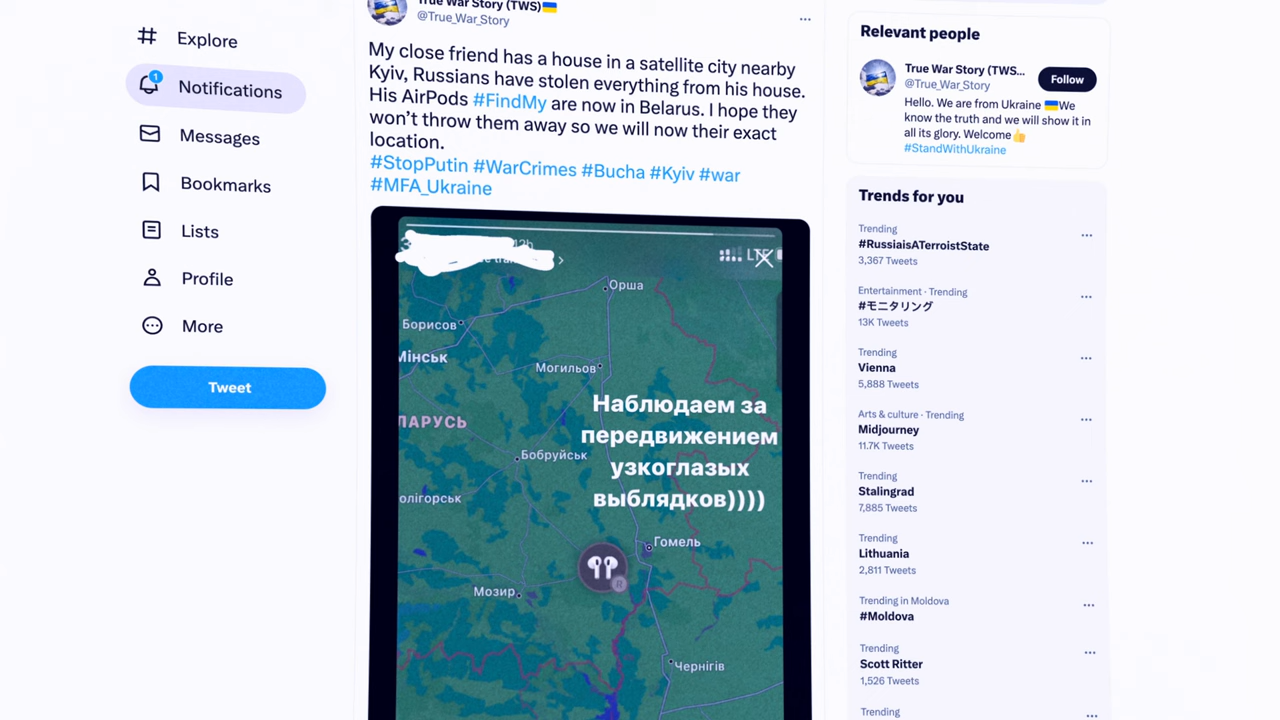 Explore
1
Notifications
Messages
Bookmarks
Lists
Profile
More
Tweet
True War Story (TWS)🇺🇦
@True_War_Story
My close friend has a house in a satellite city nearby
Kyiv, Russians have stolen everything from his house.
His AirPods #FindMy are now in Belarus. I hope they
won't throw them away so we will now their exact
location.
#StopPutin #WarCrimes #Bucha #Kyiv #war
#MFA_Ukraine
12h
LTE
Орша
Борисов
Мінськ
Могильов
ЛАРУСЬ
Бобруйськ
олігорськ
Наблюдаем за
передвижением
узкоглазых
выблядков))))
Гомель
R
Мозир
Чернігів
Relevant people
True War Story (TWS...
@True_War_Story
Follow
Hello. We are from Ukraine 🇺🇦We
know the truth and we will show it in
all its glory. Welcome👍
#StandWithUkraine
Trends for you
Trending
#RussiaisATerroistState
3,367 Tweets
Entertainment · Trending
#モニタリング
13K Tweets
Trending
Vienna
5,888 Tweets
Arts & culture · Trending
Midjourney
11.7K Tweets
Trending
Stalingrad
7,885 Tweets
Trending
Lithuania
2,811 Tweets
Trending in Moldova
#Moldova
Trending
Scott Ritter
1,526 Tweets
Trending